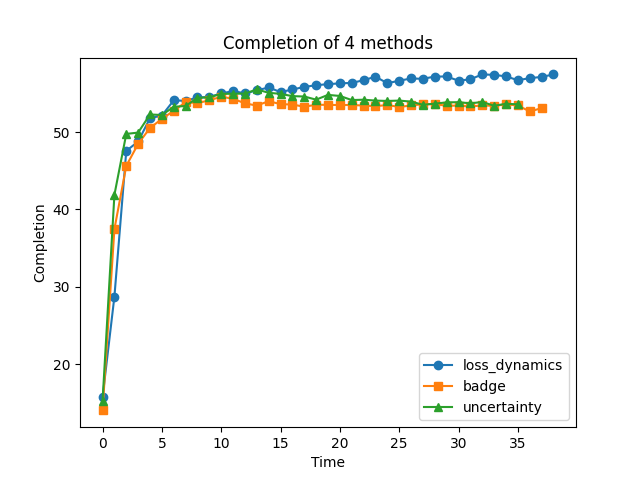 Completion of 4 methods
Completion
50
40
30
20
0 5 10 15 20 25 30 35
Time
loss_dynamics
badge
uncertainty